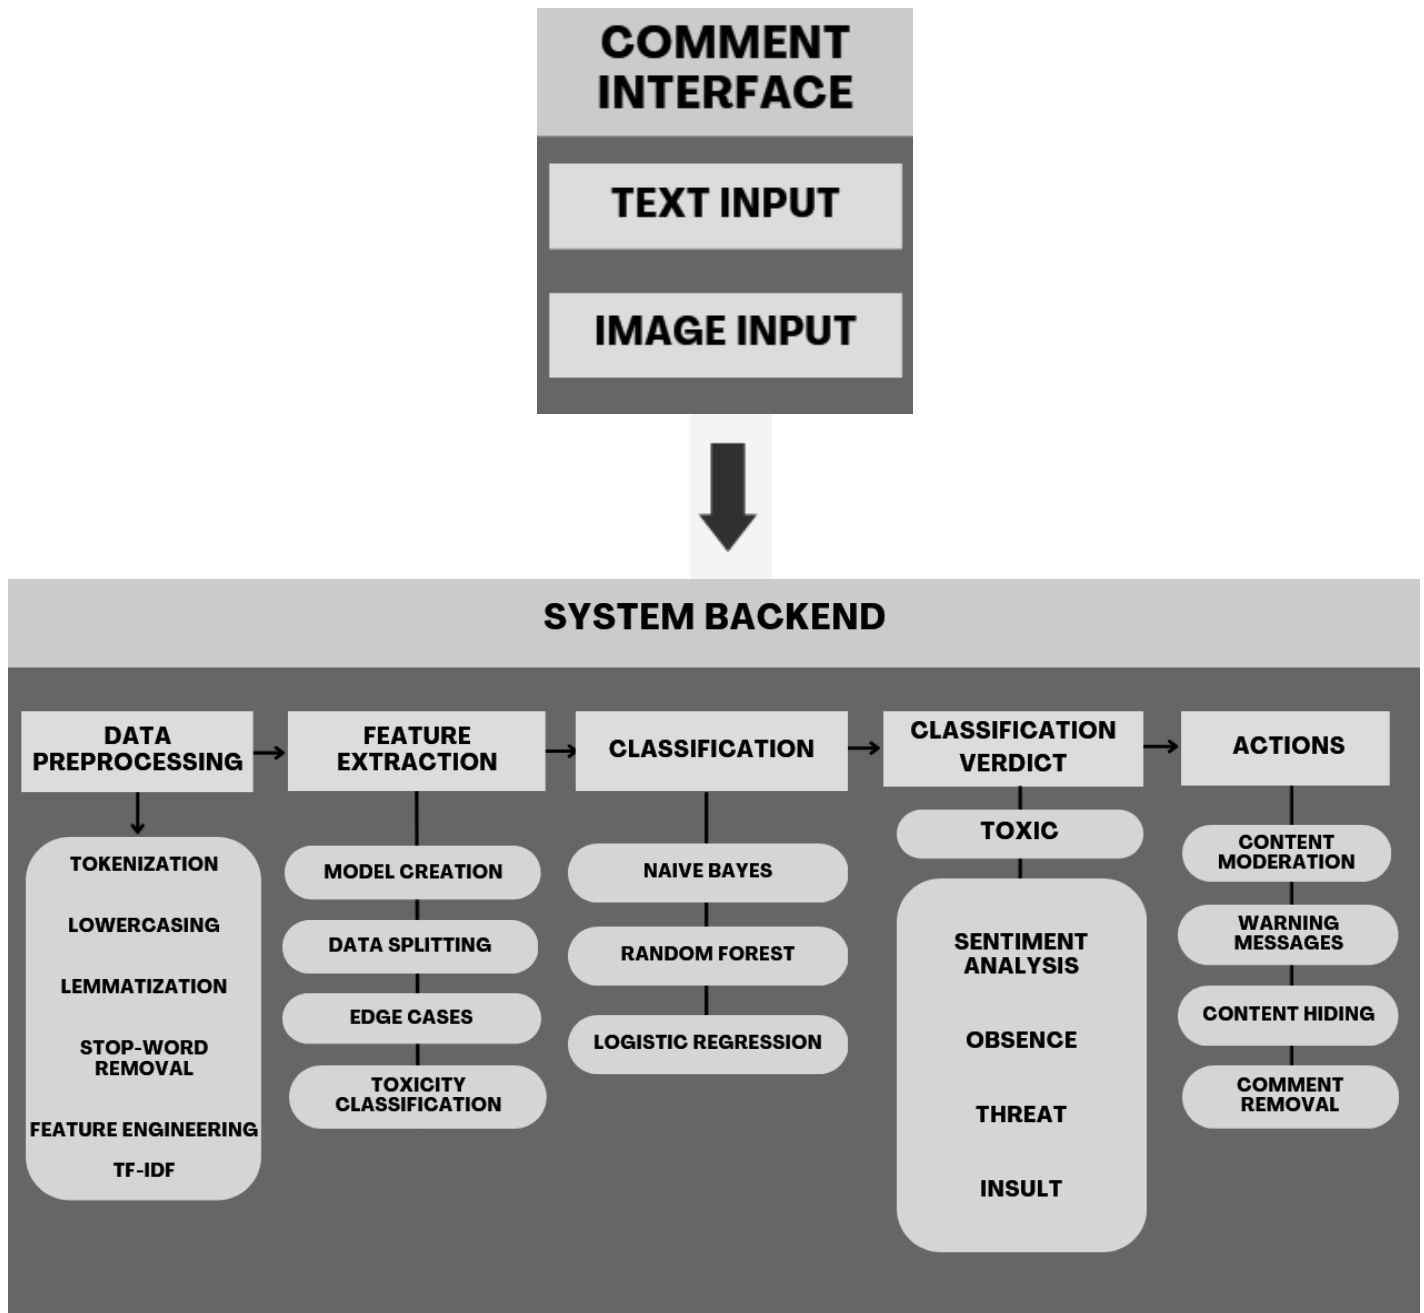 COMMENT
INTERFACE
TEXT INPUT
IMAGE INPUT
SYSTEM BACKEND
DATA
PREPROCESSING
TOKENIZATION
LOWERCASING
LEMMATIZATION
STOP-WORD
REMOVAL
FEATURE ENGINEERING
TF-IDF
FEATURE
EXTRACTION
MODEL CREATION
DATA SPLITTING
EDGE CASES
TOXICITY
CLASSIFICATION
CLASSIFICATION
NAIVE BAYES
RANDOM FOREST
LOGISTIC REGRESSION
CLASSIFICATION
VERDICT
TOXIC
SENTIMENT
ANALYSIS
OBSENCE
THREAT
INSULT
ACTIONS
CONTENT
MODERATION
WARNING
MESSAGES
CONTENT HIDING
COMMENT
REMOVAL